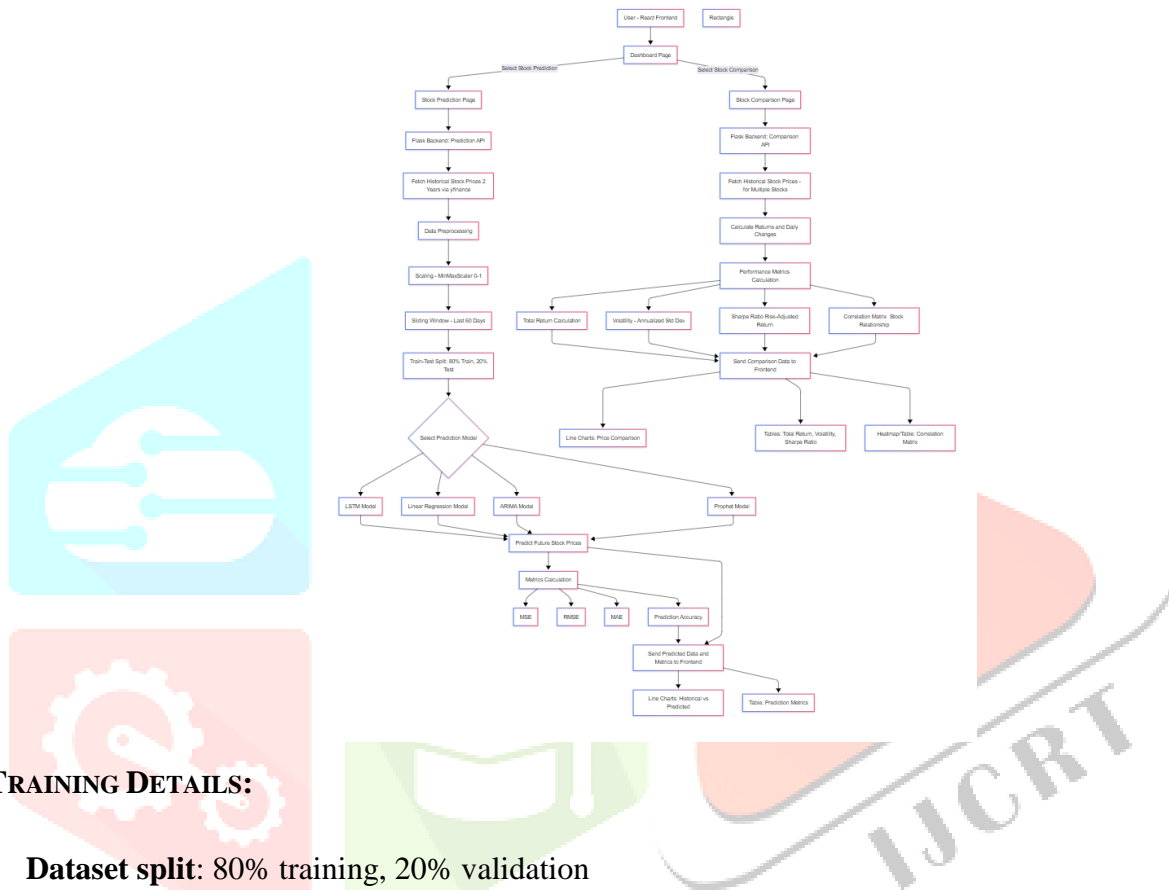 User - React Frontend
Rectangle
Dashboard Page
Select Stock Prediction
Select Stock Comparison
Stock Prediction Page
Stock Comparison Page
Flask Backend: Prediction API
Flask Backend: Comparison
API
Fetch Historical Stock Prices 2
Years via yfinance
Fetch Historical Stock Prices -
for Multiple Stocks
Data Preprocessing
Calculate Returns and Daily
Changes
Scaling - MinMaxScaler 0-1
Performance Metrics
Calculation
Sliding Window - Last 60 Days
Total Return Calculation
Volatility - Annualized Std Dev
Sharpe Ratio Risk-Adjusted
Return
Correlation Matrix Stock
Relationship
Train-Test Split: 80% Train, 20%
Test
Send Comparison Data to
Frontend
Select Prediction Model
Line Charts: Price Comparison
Tables: Total Return, Volatility,
Sharpe Ratio
Heatmap/Table: Correlation
Matrix
LSTM Model
Linear Regression Model
ARIMA Model
Prophet Model
Predict Future Stock Prices
Metrics Calculation
MSE
RMSE
MAE
Prediction Accuracy
Send Predicted Data and
Metrics to Frontend
Line Charts: Historical vs
Predicted
Table: Prediction Metrics
TRAINING DETAILS:
Dataset split: 80% training, 20% validation
IJCRT